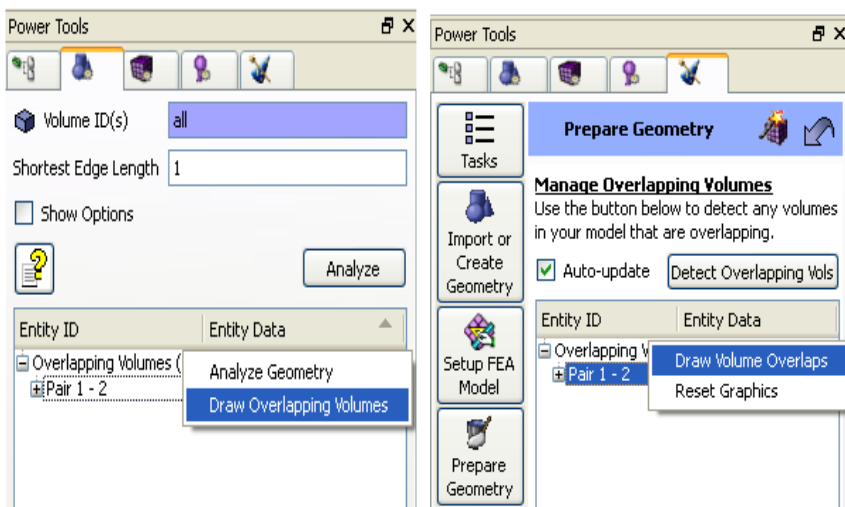 Power Tools
Volume ID(s) all
Shortest Edge Length 1
Show Options
Analyze
Entity ID Entity Data
Overlapping Volumes (
Pair 1 - 2
Analyze Geometry
Draw Overlapping Volumes
Power Tools
Tasks
Import or
Create
Geometry
Setup FEA
Model
Prepare
Geometry
Prepare Geometry
Manage Overlapping Volumes
Use the button below to detect any volumes
in your model that are overlapping.
Auto-update Detect Overlapping Vols
Entity ID Entity Data
Overlapping V
Pair 1 - 2
Draw Volume Overlaps
Reset Graphics